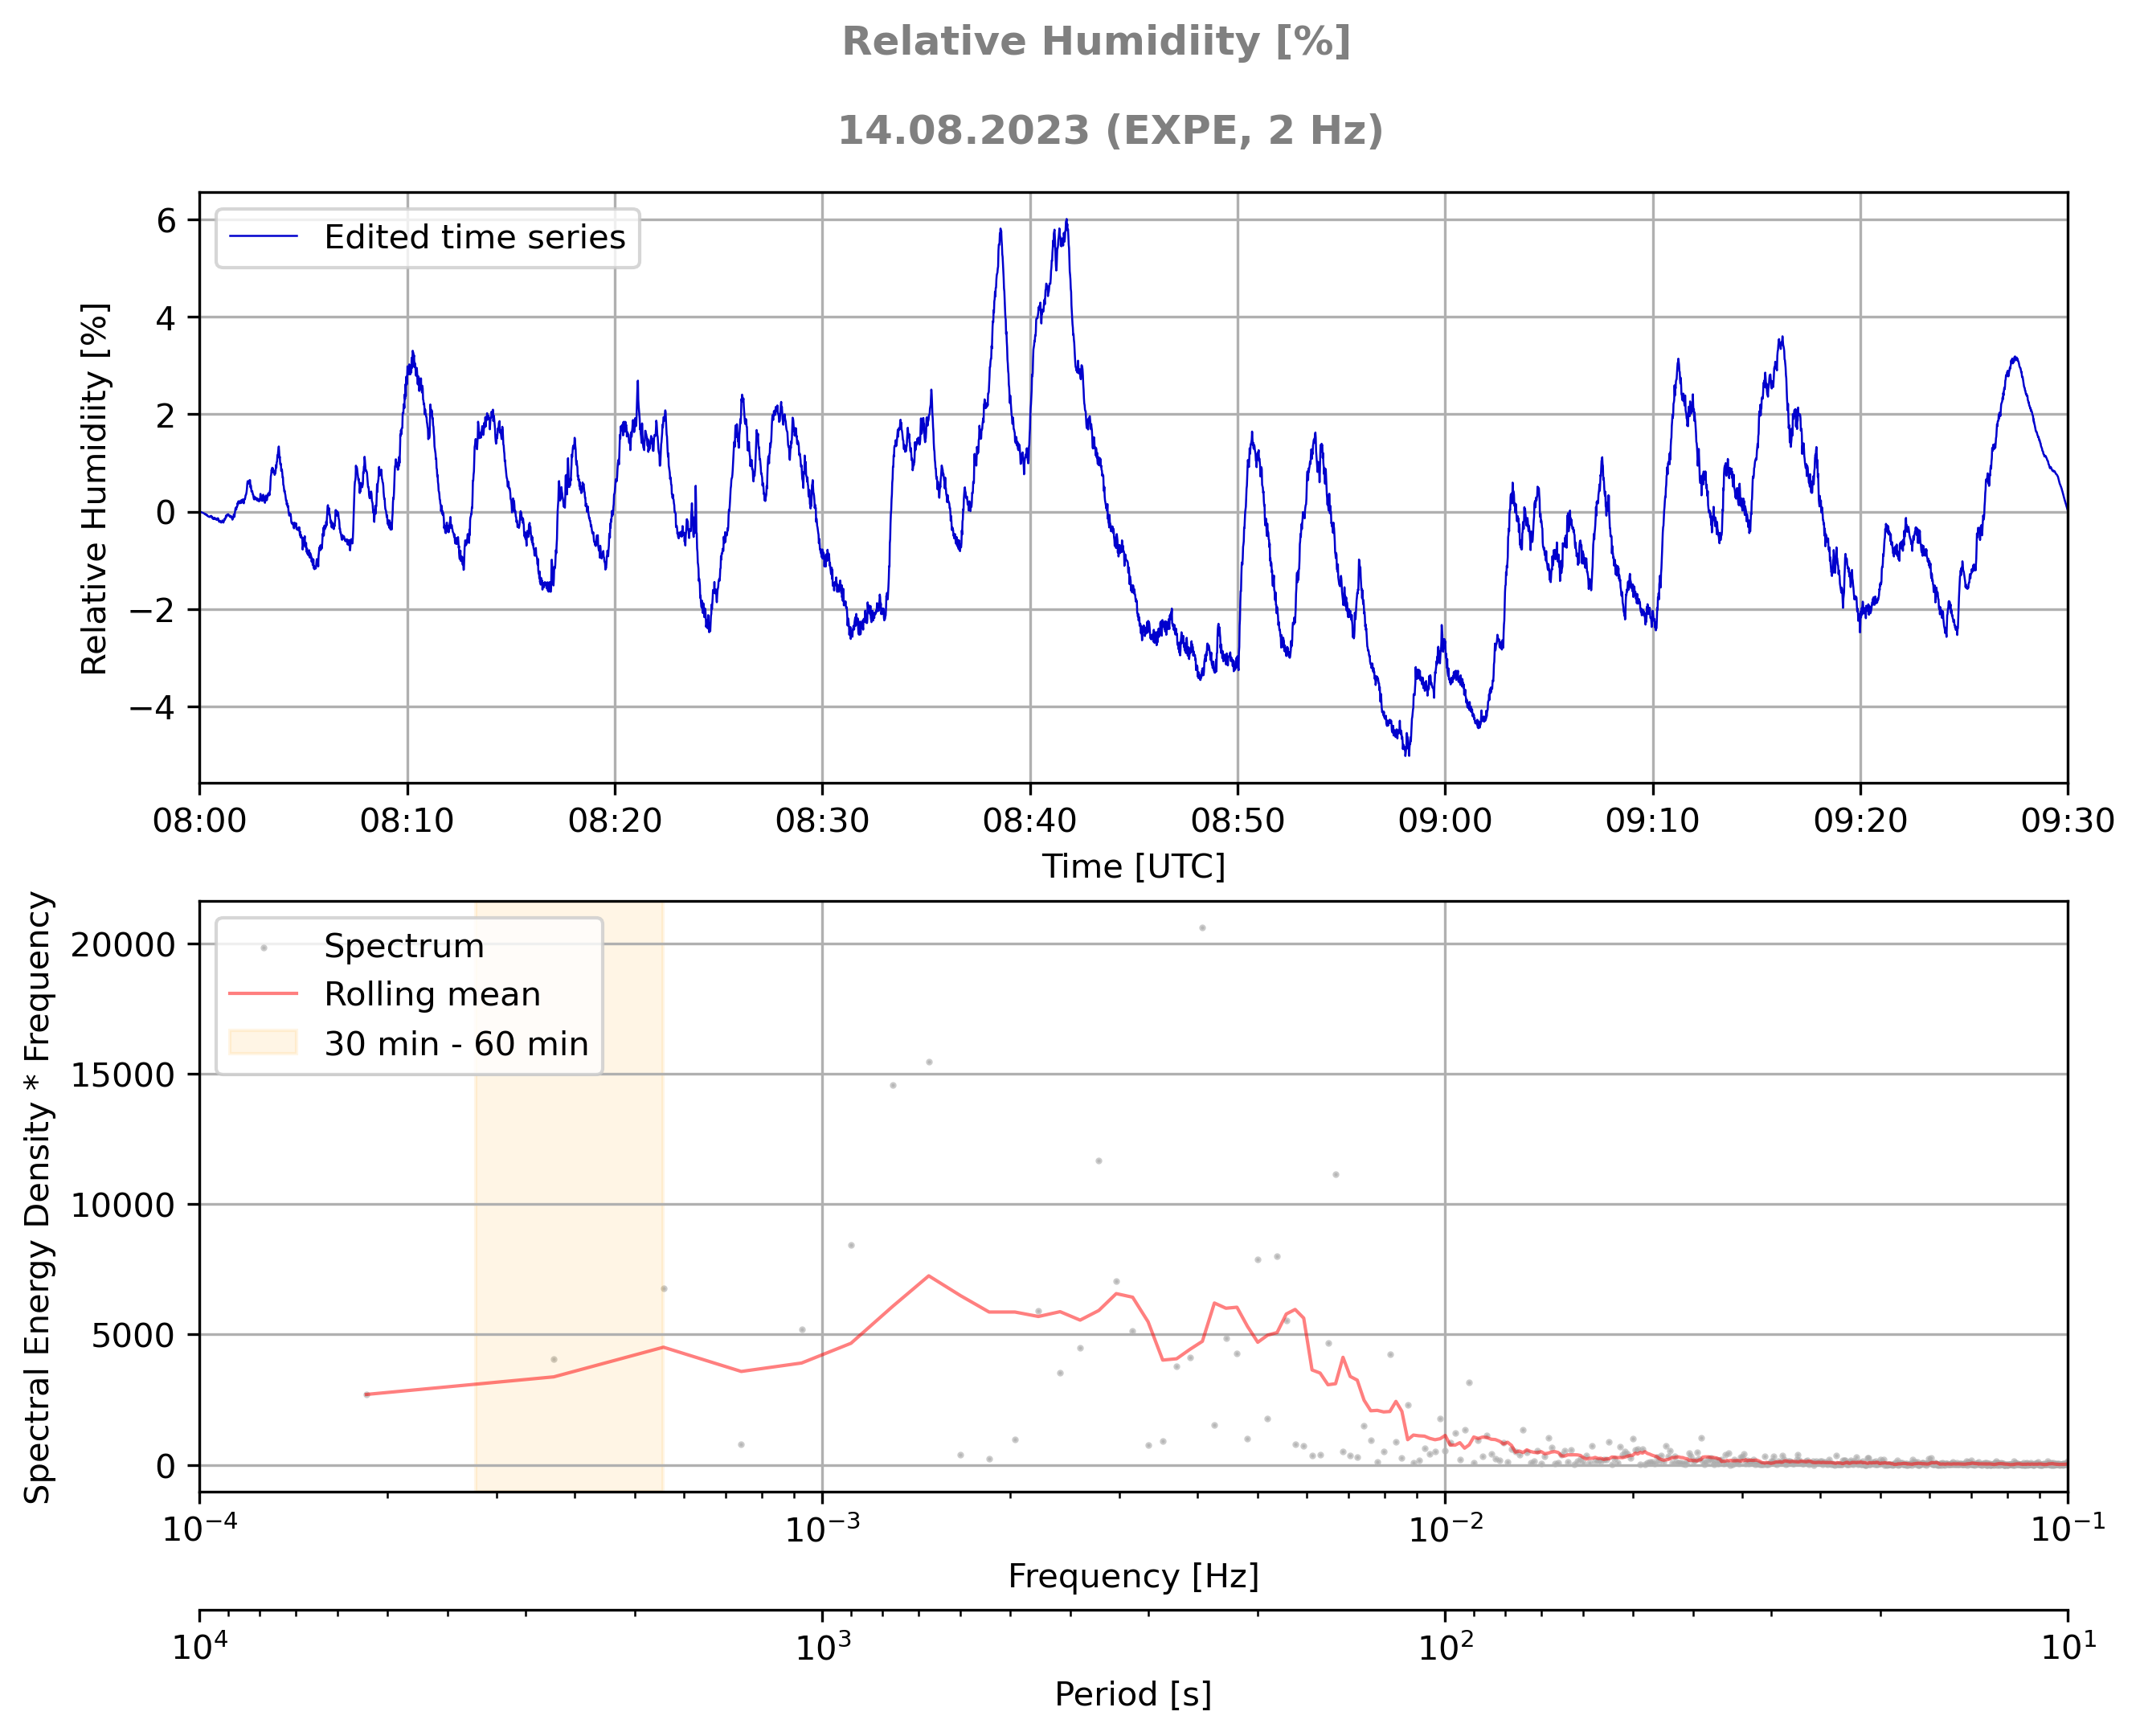 Relative Humidiity [%]
14.08.2023 (EXPE, 2 Hz)
Edited time series
Relative Humidiity [%]
6
4
2
0
−2
−4
08:00 08:10 08:20 08:30 08:40 08:50 09:00 09:10 09:20 09:30
Time [UTC]
Spectrum
Rolling mean
30 min - 60 min
Spectral Energy Density * Frequency
20000
15000
10000
5000
0
10⁻⁴ 10⁻³ 10⁻² 10⁻¹
Frequency [Hz]
10⁴ 10³ 10² 10¹
Period [s]